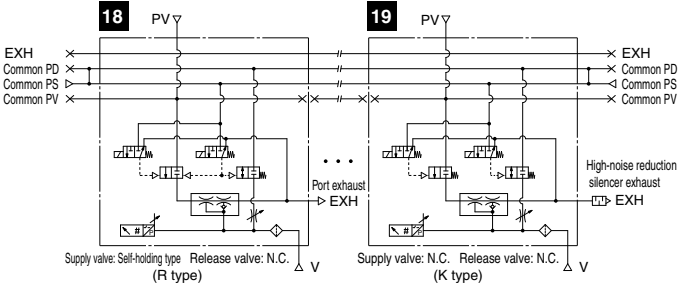 18
PV
19
PV
EXH
Common PD
Common PS
Common PV
EXH
Common PD
Common PS
Common PV
. . .
Port exhaust
EXH
High-noise reduction
silencer exhaust
EXH
#
#
Supply valve: Self-holding type Release valve: N.C.
(R type)
V
Supply valve: N.C. Release valve: N.C.
(K type)
V